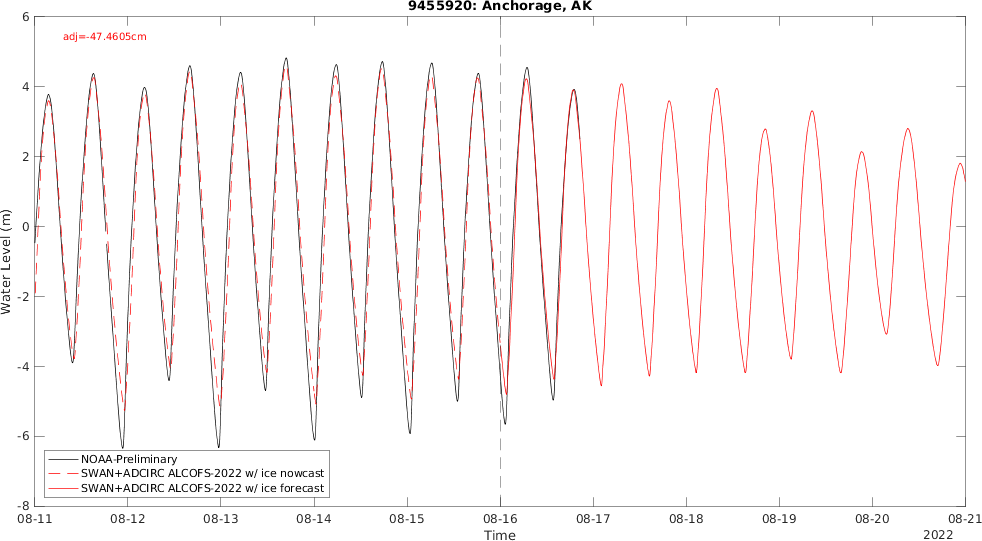 9455920: Anchorage, AK
adj=-47.4605cm
6
4
2
0
-2
-4
-6
-8
Water Level (m)
NOAA-Preliminary
SWAN+ADCIRC ALCOFS-2022 w/ ice nowcast
SWAN+ADCIRC ALCOFS-2022 w/ ice forecast
08-11 08-12 08-13 08-14 08-15 08-16 08-17 08-18 08-19 08-20 08-21
Time
2022